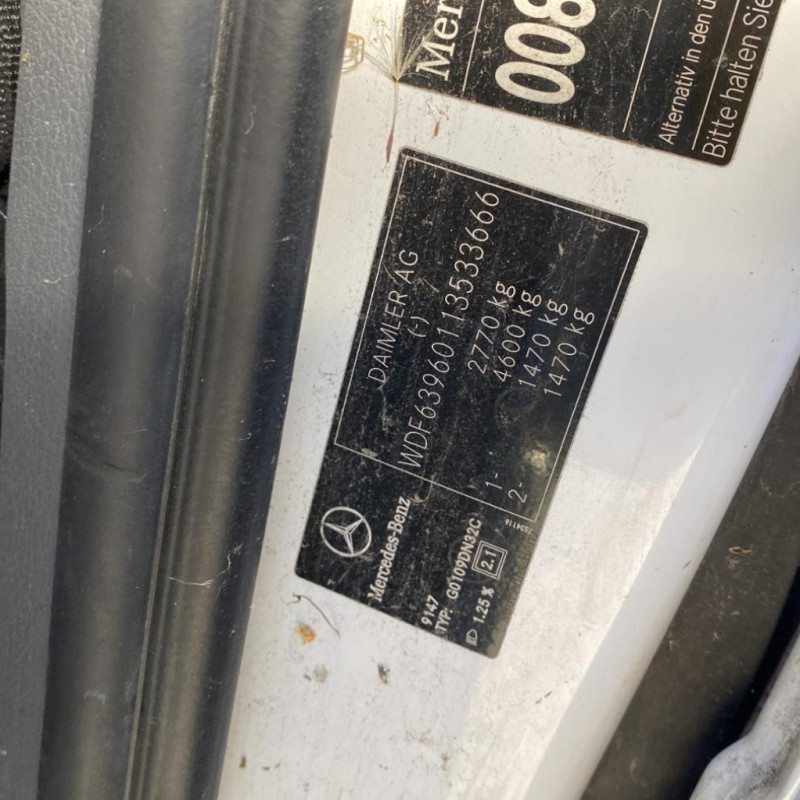 Mer
008
Alternativ in den ü
Bitte halten Sie
DAIMLER AG
(-)
WDF63960113533666
2770 kg
4600 kg
1- 1470 kg
2- 1470 kg
7234116
Mercedes-Benz
9147
TYP: G0109DN32C
1.25 % 2.1